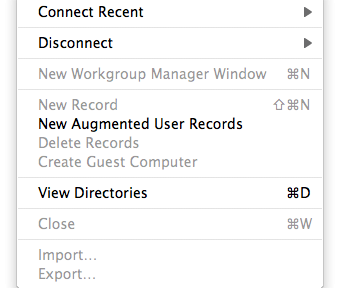 Connect Recent ▶
Disconnect ▶
New Workgroup Manager Window ⌘N
New Record ⇧⌘N
New Augmented User Records
Delete Records
Create Guest Computer
View Directories ⌘D
Close ⌘W
Import...
Export...